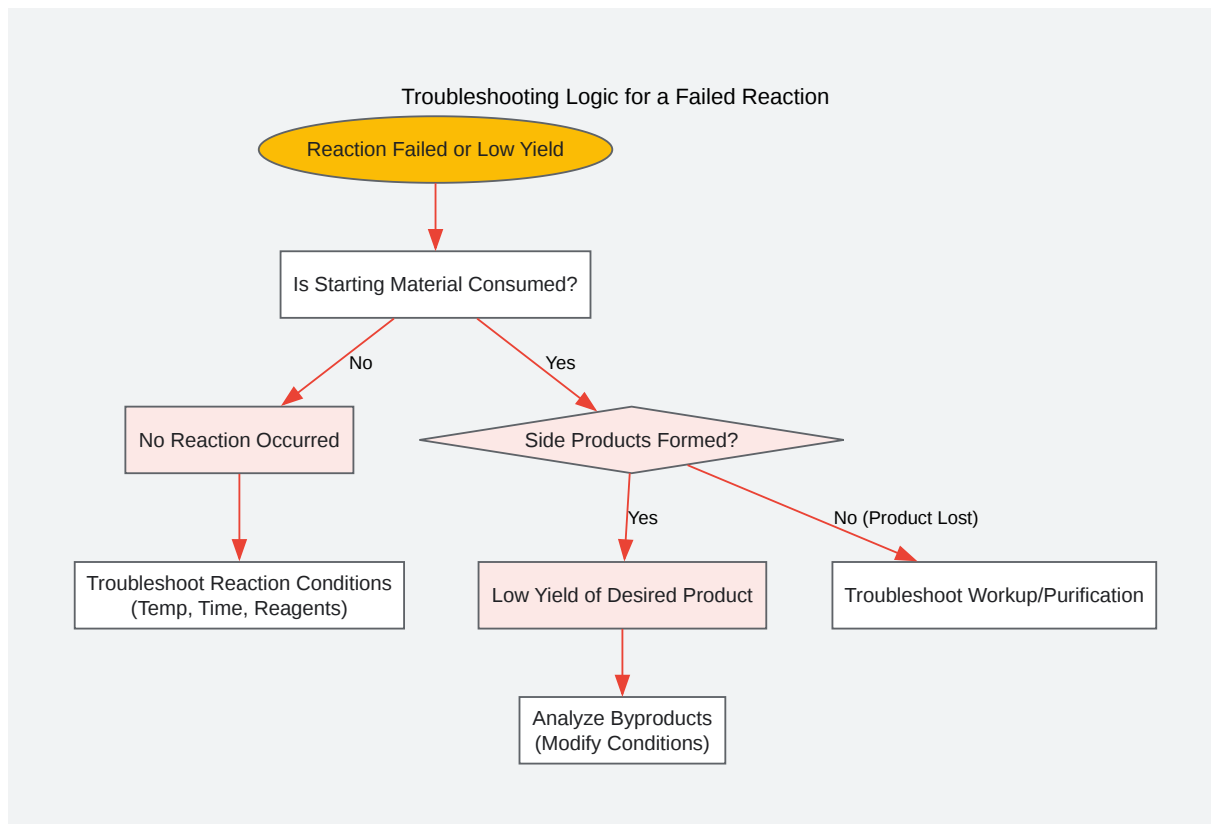 Troubleshooting Logic for a Failed Reaction
Reaction Failed or Low Yield
Is Starting Material Consumed?
No
Yes
No Reaction Occurred
Side Products Formed?
Yes
No (Product Lost)
Troubleshoot Reaction Conditions
(Temp, Time, Reagents)
Low Yield of Desired Product
Troubleshoot Workup/Purification
Analyze Byproducts
(Modify Conditions)